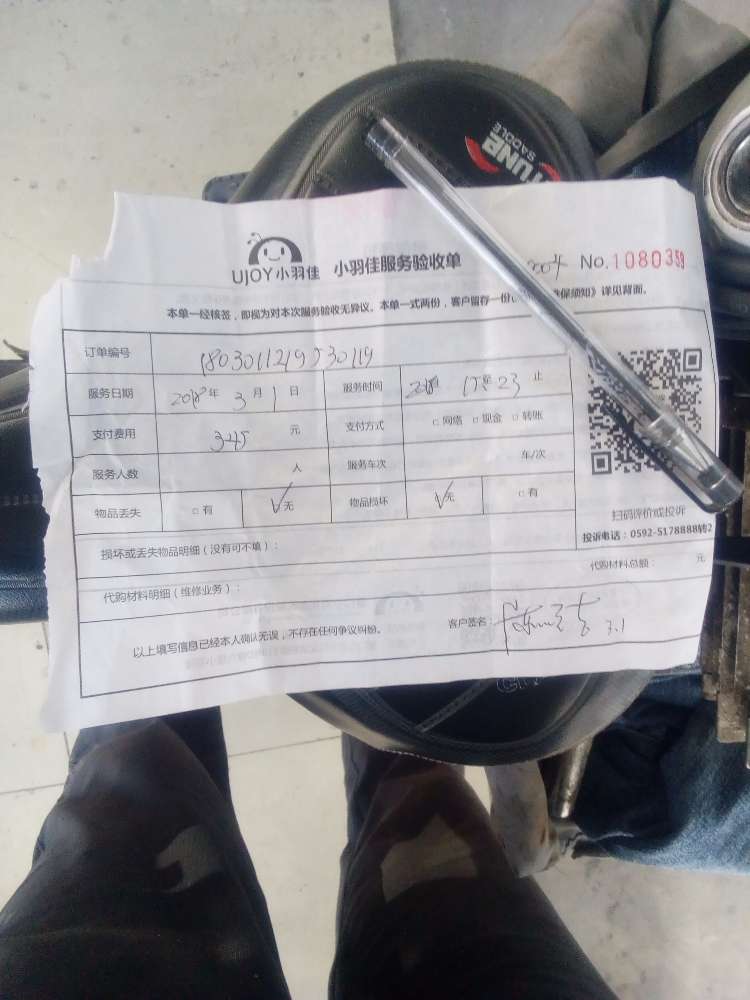 TUNE
SADDLE
UJOY小羽佳 小羽佳服务验收单 No.1080359
本单一经核签，即视为对本次服务验收无异议。本单一式两份，客户留存一份 保须知》详见背面。
订单编号 1803011219530119
服务日期 2018年 3月 1日 服务时间 止
支付费用 345 元 支付方式 □网络 □现金 □转账
服务人数 人 服务车次 车/次
物品丢失 □有 ✓无 物品损坏 ✓无 □有
扫码评价或投诉
投诉电话：0592-5178888转2
损坏或丢失物品明细（没有可不填）：
代购材料明细（维修业务）： 代购材料总额： 元
以上填写信息已经本人确认无误，不存在任何争议纠纷。 客户签名： 3.1